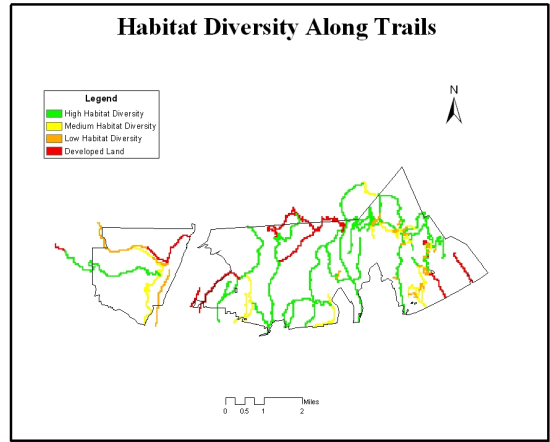 Habitat Diversity Along Trails
N
Legend
High Habitat Diversity
Medium Habitat Diversity
Low Habitat Diversity
Developed Land
Miles
0 0.5 1 2